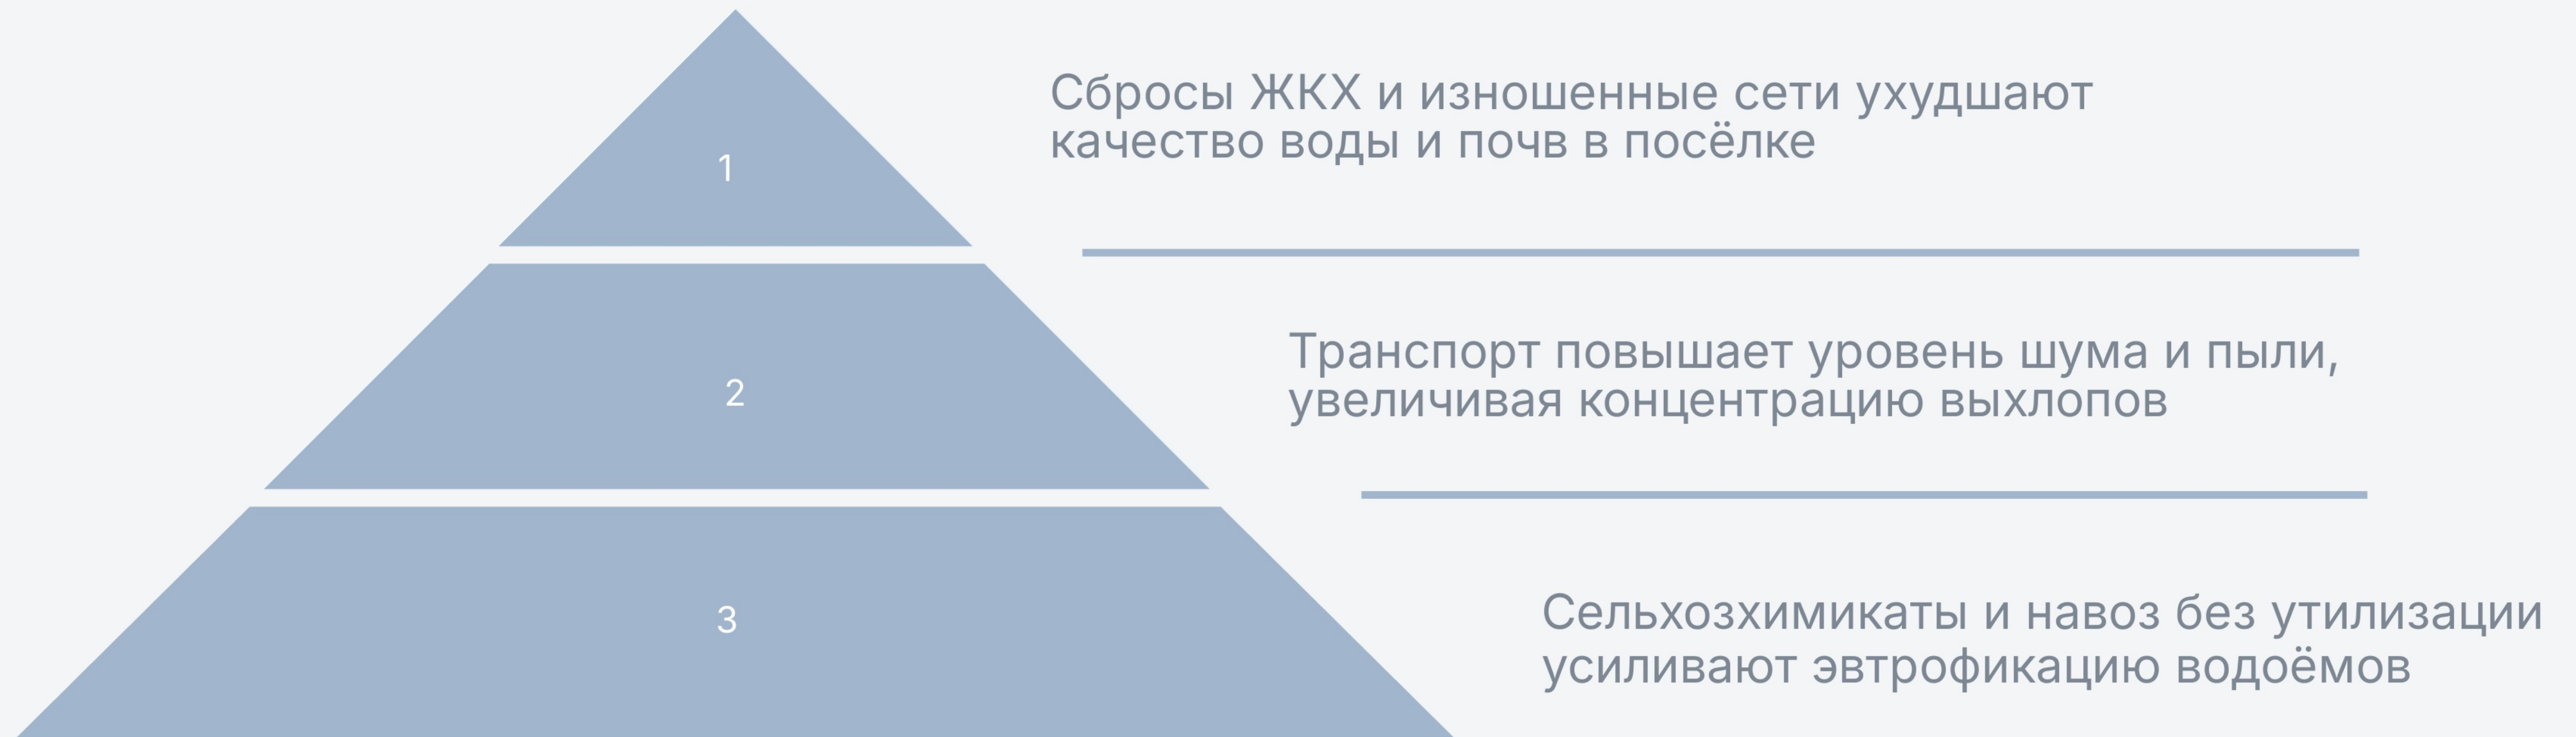 1
Сбросы ЖКХ и изношенные сети ухудшают
качество воды и почв в посёлке
2
Транспорт повышает уровень шума и пыли,
увеличивая концентрацию выхлопов
3
Сельхозхимикаты и навоз без утилизации
усиливают эвтрофикацию водоёмов